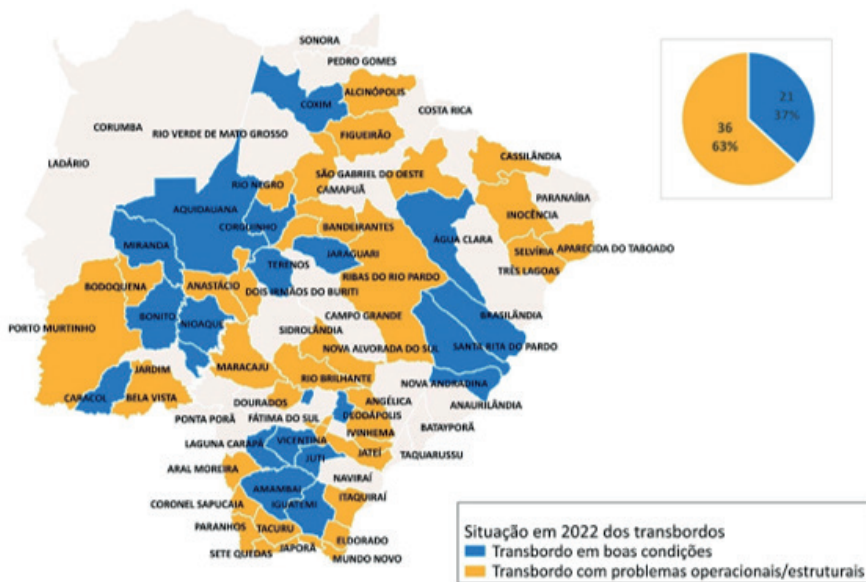 SONORA
PEDRO GOMES
ALCINÓPOLIS
COXIM
COSTA RICA
CORUMBA
RIO VERDE DE MATO GROSSO
FIGUEIRÃO
LADÁRIO
CASSILÂNDIA
SÃO GABRIEL DO OESTE
RIO NEGRO
CAMAPUÃ
PARANAÍBA
AQUIDAUANA
INOCÊNCIA
CORGUINHO
BANDEIRANTES
MIRANDA
ÁGUA CLARA
JARAGUARI
SELVÍRIA
APARECIDA DO TABOADO
TERENOS
TRÊS LAGOAS
RIBAS DO RIO PARDO
BODOQUENA
ANASTÁCIO
DOIS IRMÃOS DO BURITI
BONITO
NIOAQUL
CAMPO GRANDE
BRASILÂNDIA
PORTO MURTINHO
SIDROLÂNDIA
NOVA ALVORADA DO SUL
SANTA RITA DO PARDO
JARDIM
MARACAJU
RIO BRILHANTE
NOVA ANDRADINA
CARACOL
BELA VISTA
DOURADOS
ANGÉLICA
ANAURILÂNDIA
PONTA PORÃ
FÁTIMA DO SUL
DEODÁPOLIS
BATAYPORÃ
IVINHEMA
LAGUNA CARAPÃ
VICENTINA
JATEÍ
TAQUARUSSU
JUTI
ARAL MOREIRA
NAVIRAÍ
AMAMBAI
ITAQUIRAÍ
CORONEL SAPUCAIA
IGUATEMI
PARANHOS
TACURU
ELDORADO
SETE QUEDAS
JAPORÃ
MUNDO NOVO
21
37%
36
63%
Situação em 2022 dos transbordos
Transbordo em boas condições
Transbordo com problemas operacionais/estruturais